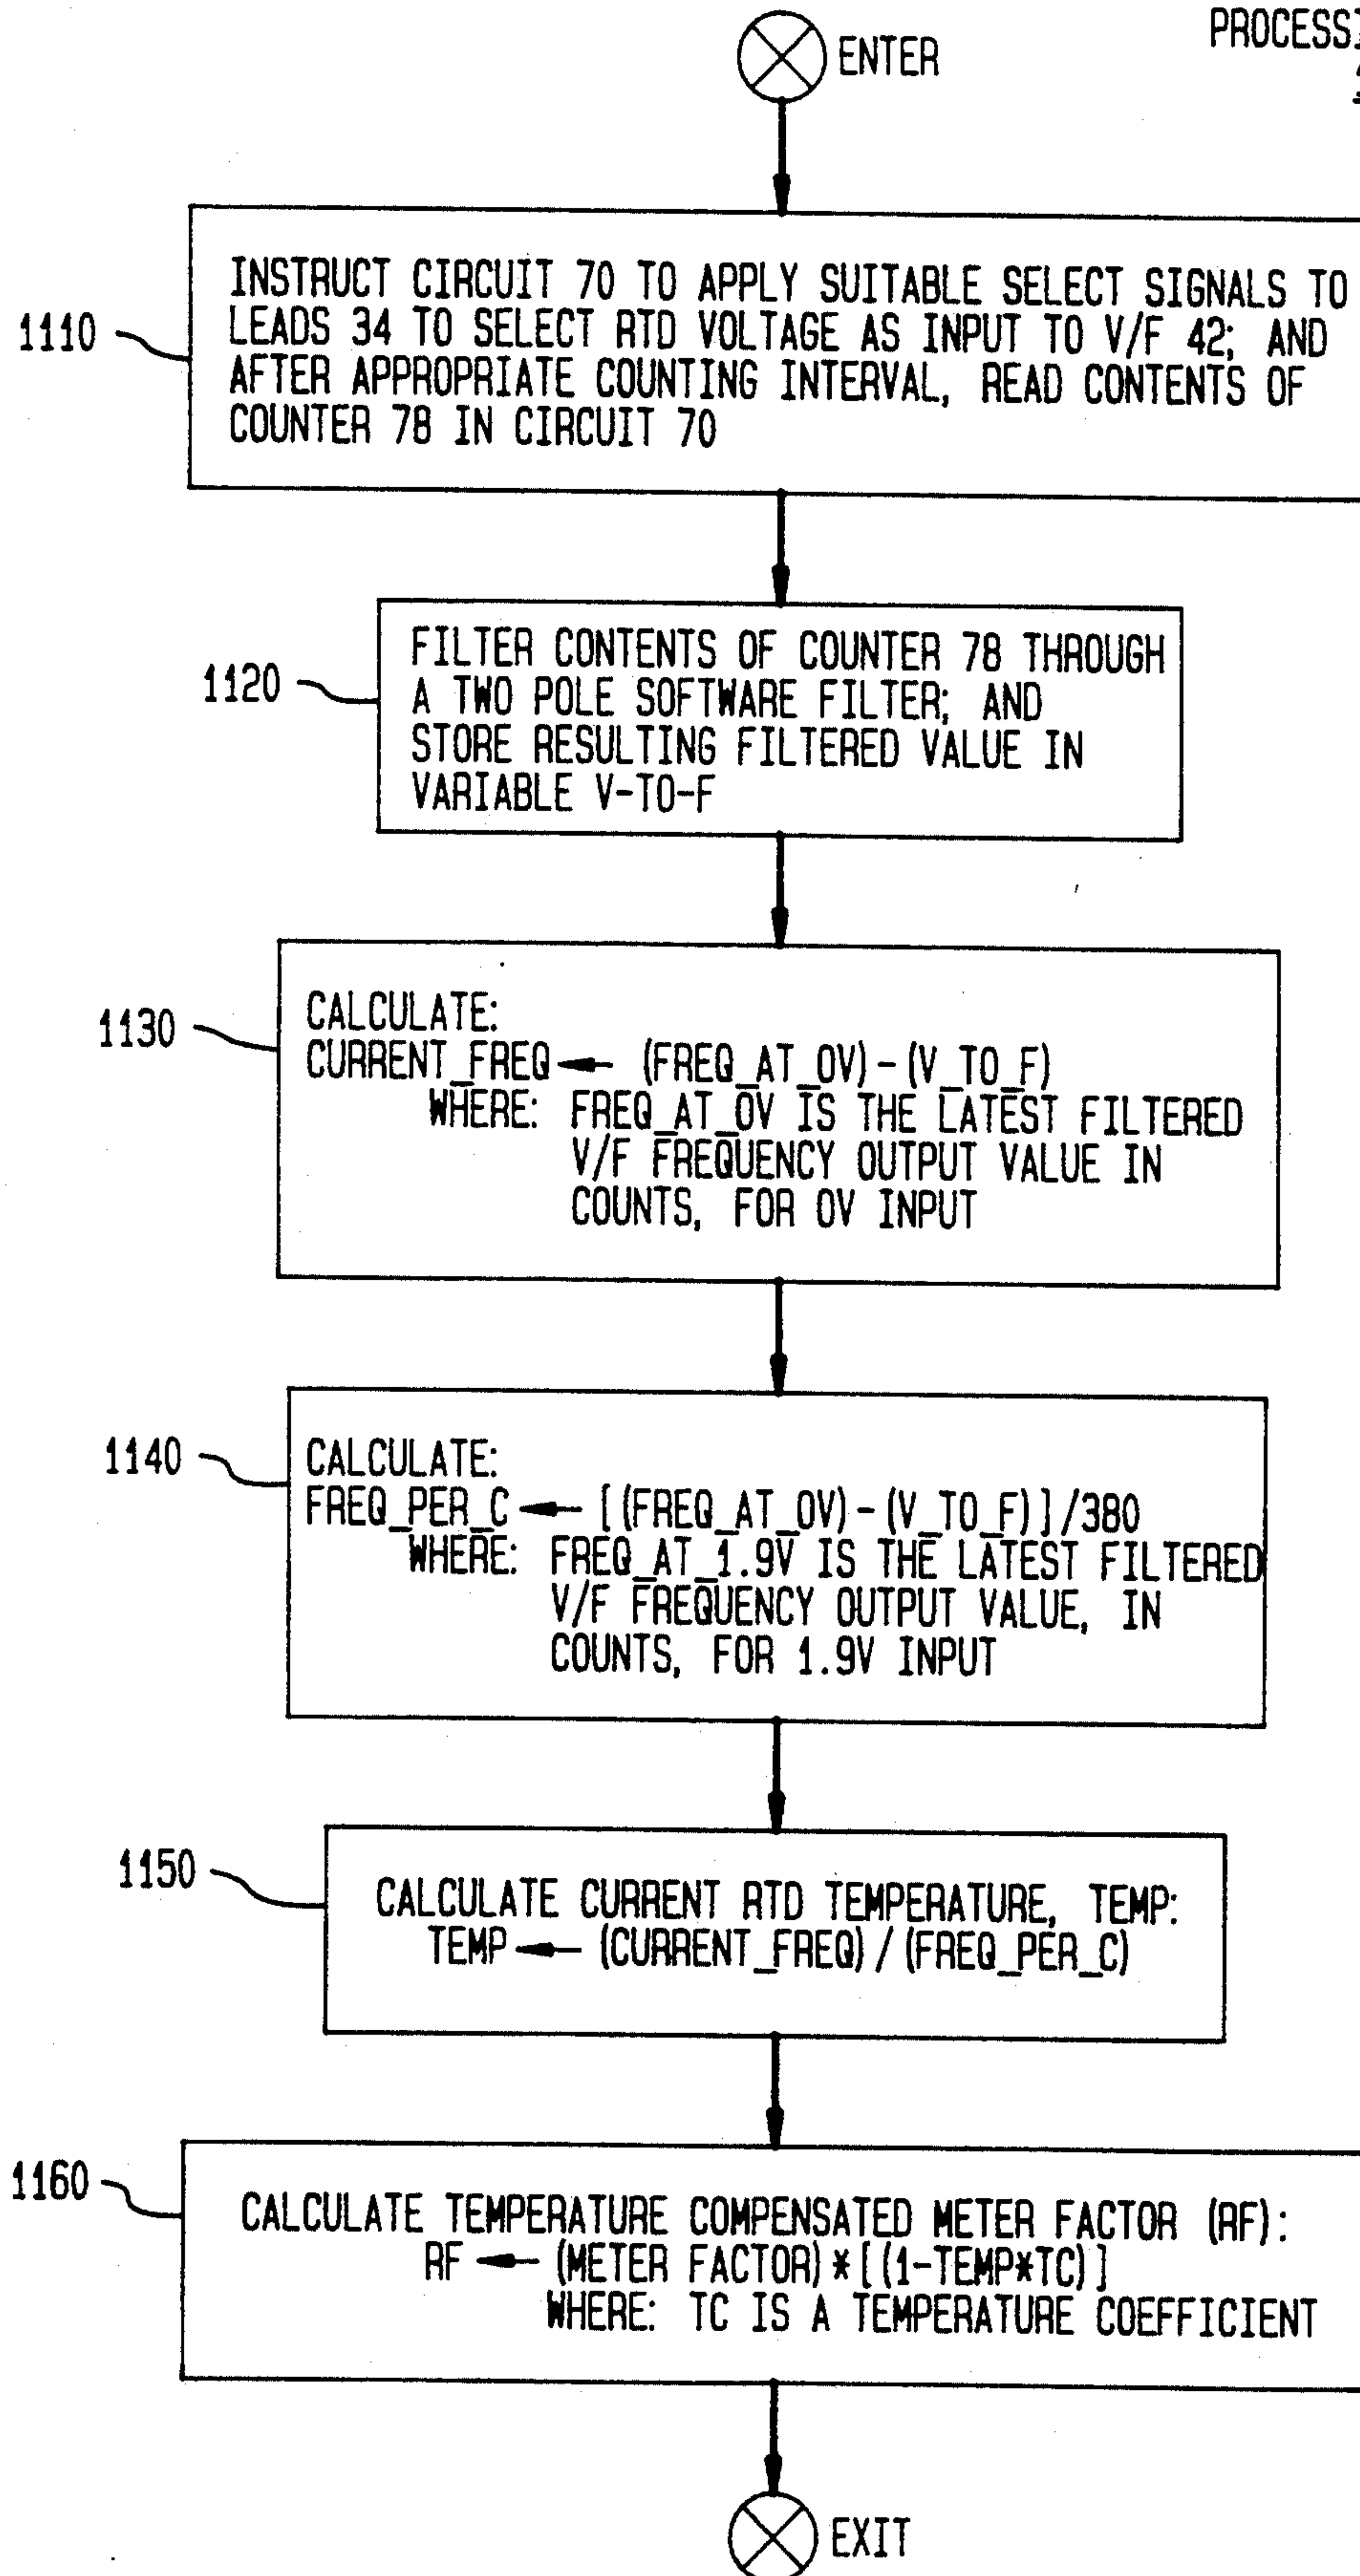 ENTER
PROCESSI
1110
INSTRUCT CIRCUIT 70 TO APPLY SUITABLE SELECT SIGNALS TO
LEADS 34 TO SELECT RTD VOLTAGE AS INPUT TO V/F 42; AND
AFTER APPROPRIATE COUNTING INTERVAL, READ CONTENTS OF
COUNTER 78 IN CIRCUIT 70
1120
FILTER CONTENTS OF COUNTER 78 THROUGH
A TWO POLE SOFTWARE FILTER; AND
STORE RESULTING FILTERED VALUE IN
VARIABLE V-TO-F
1130
CALCULATE:
CURRENT_FREQ ← (FREQ_AT_0V)-(V_TO_F)
WHERE: FREQ_AT_0V IS THE LATEST FILTERED
V/F FREQUENCY OUTPUT VALUE IN
COUNTS, FOR 0V INPUT
1140
CALCULATE:
FREQ_PER_C ← [(FREQ_AT_0V)-(V_TO_F)]/380
WHERE: FREQ_AT_1.9V IS THE LATEST FILTERED
V/F FREQUENCY OUTPUT VALUE, IN
COUNTS, FOR 1.9V INPUT
1150
CALCULATE CURRENT RTD TEMPERATURE, TEMP:
TEMP ← (CURRENT_FREQ)/(FREQ_PER_C)
1160
CALCULATE TEMPERATURE COMPENSATED METER FACTOR (RF):
RF ← (METER FACTOR)*[(1-TEMP*TC)]
WHERE: TC IS A TEMPERATURE COEFFICIENT
EXIT